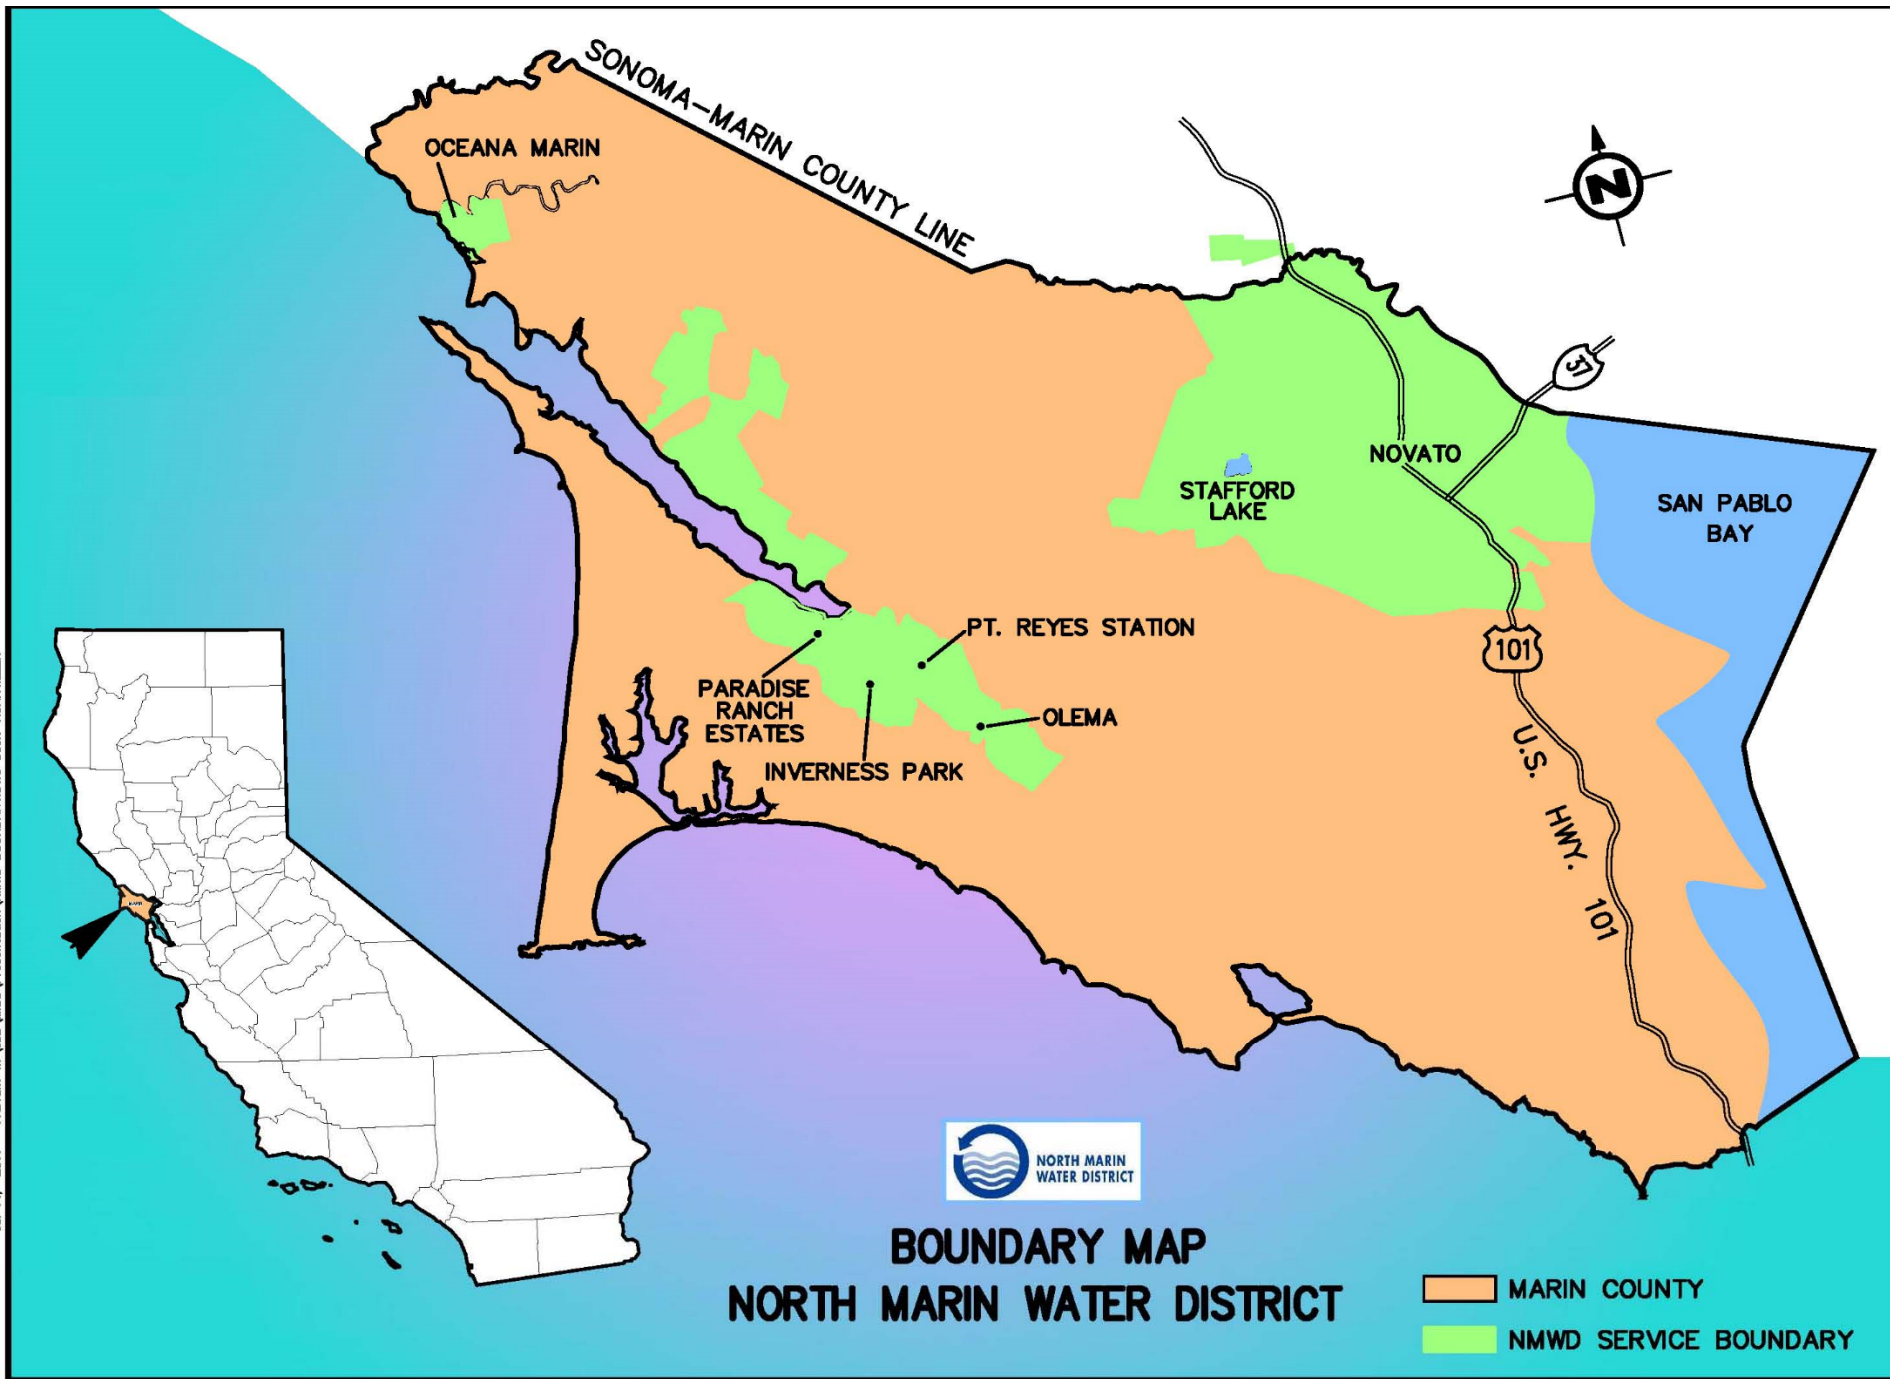 SONOMA-MARIN COUNTY LINE
OCEANA MARIN
N
37
NOVATO
STAFFORD
LAKE
SAN PABLO
BAY
PT. REYES STATION
101
PARADISE
RANCH
ESTATES
OLEMA
INVERNESS PARK
U.S. HWY. 101
NORTH MARIN
WATER DISTRICT
BOUNDARY MAP
NORTH MARIN WATER DISTRICT
MARIN COUNTY
NMWD SERVICE BOUNDARY